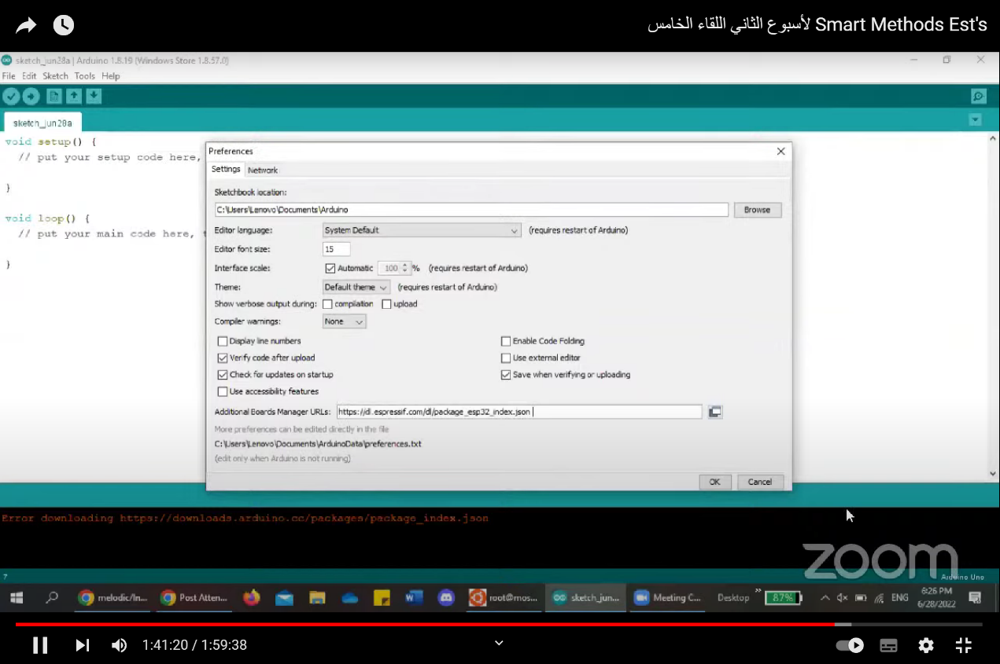 لأسبوع الثاني اللقاء الخامس Smart Methods Est's
sketch_jun28a | Arduino 1.8.19 (Windows Store 1.8.57.0)
File Edit Sketch Tools Help
sketch_jun28a
void setup() {
// put your setup code here,
}
void loop() {
// put your main code here, t
}
Preferences
Settings Network
Sketchbook location:
C:\Users\Lenovo\Documents\Arduino Browse
Editor language: System Default (requires restart of Arduino)
Editor font size: 15
Interface scale: Automatic 100 % (requires restart of Arduino)
Theme: Default theme (requires restart of Arduino)
Show verbose output during: compilation upload
Compiler warnings: None
Display line numbers Enable Code Folding
Verify code after upload Use external editor
Check for updates on startup Save when verifying or uploading
Use accessibility features
Additional Boards Manager URLs: https://dl.espressif.com/dl/package_esp32_index.json
More preferences can be edited directly in the file
C:\Users\Lenovo\Documents\ArduinoData\preferences.txt
(edit only when Arduino is not running)
OK Cancel
Error downloading https://downloads.arduino.cc/packages/package_index.json
zoom
7 Arduino Uno
melodic/In... Post Atten... root@mos... sketch_jun... Meeting C... Desktop 87% ENG 6:26 PM
6/28/2022
1:41:20 / 1:59:38